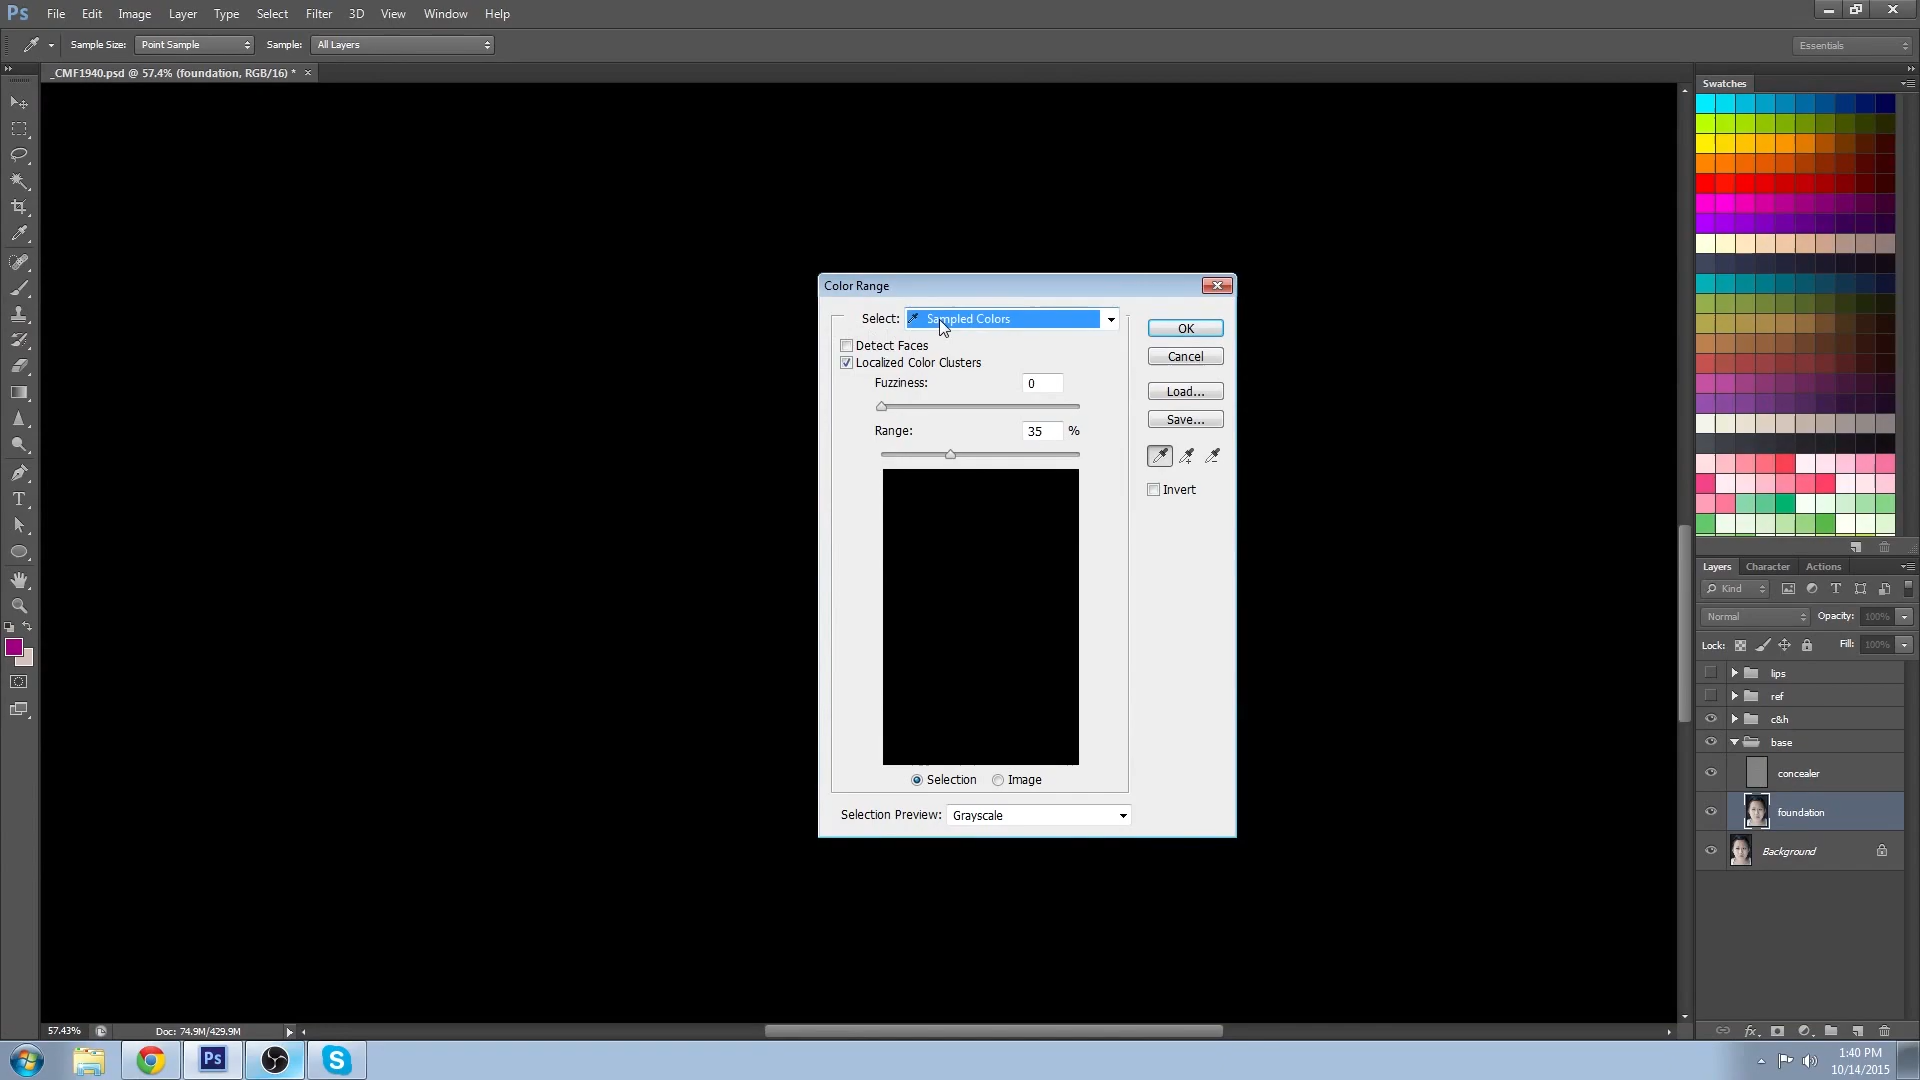 Ps File Edit Image Layer Type Select Filter 3D View Window Help
Sample Size: Point Sample Sample: All Layers Essentials
_CMF1940.psd @ 57.4% (foundation, RGB/16) * ×
Swatches
Color Range
Select: Sampled Colors
OK
Detect Faces
Cancel
Localized Color Clusters
Fuzziness: 0
Load...
Save...
Range: 35 %
Invert
Selection Image
Selection Preview: Grayscale
Layers Character Actions
Kind
Normal Opacity: 100%
Lock: Fill: 100%
lips
ref
c&h
base
concealer
foundation
Background
57.43% Doc: 74.9M/429.9M
Ps
1:40 PM
10/14/2015